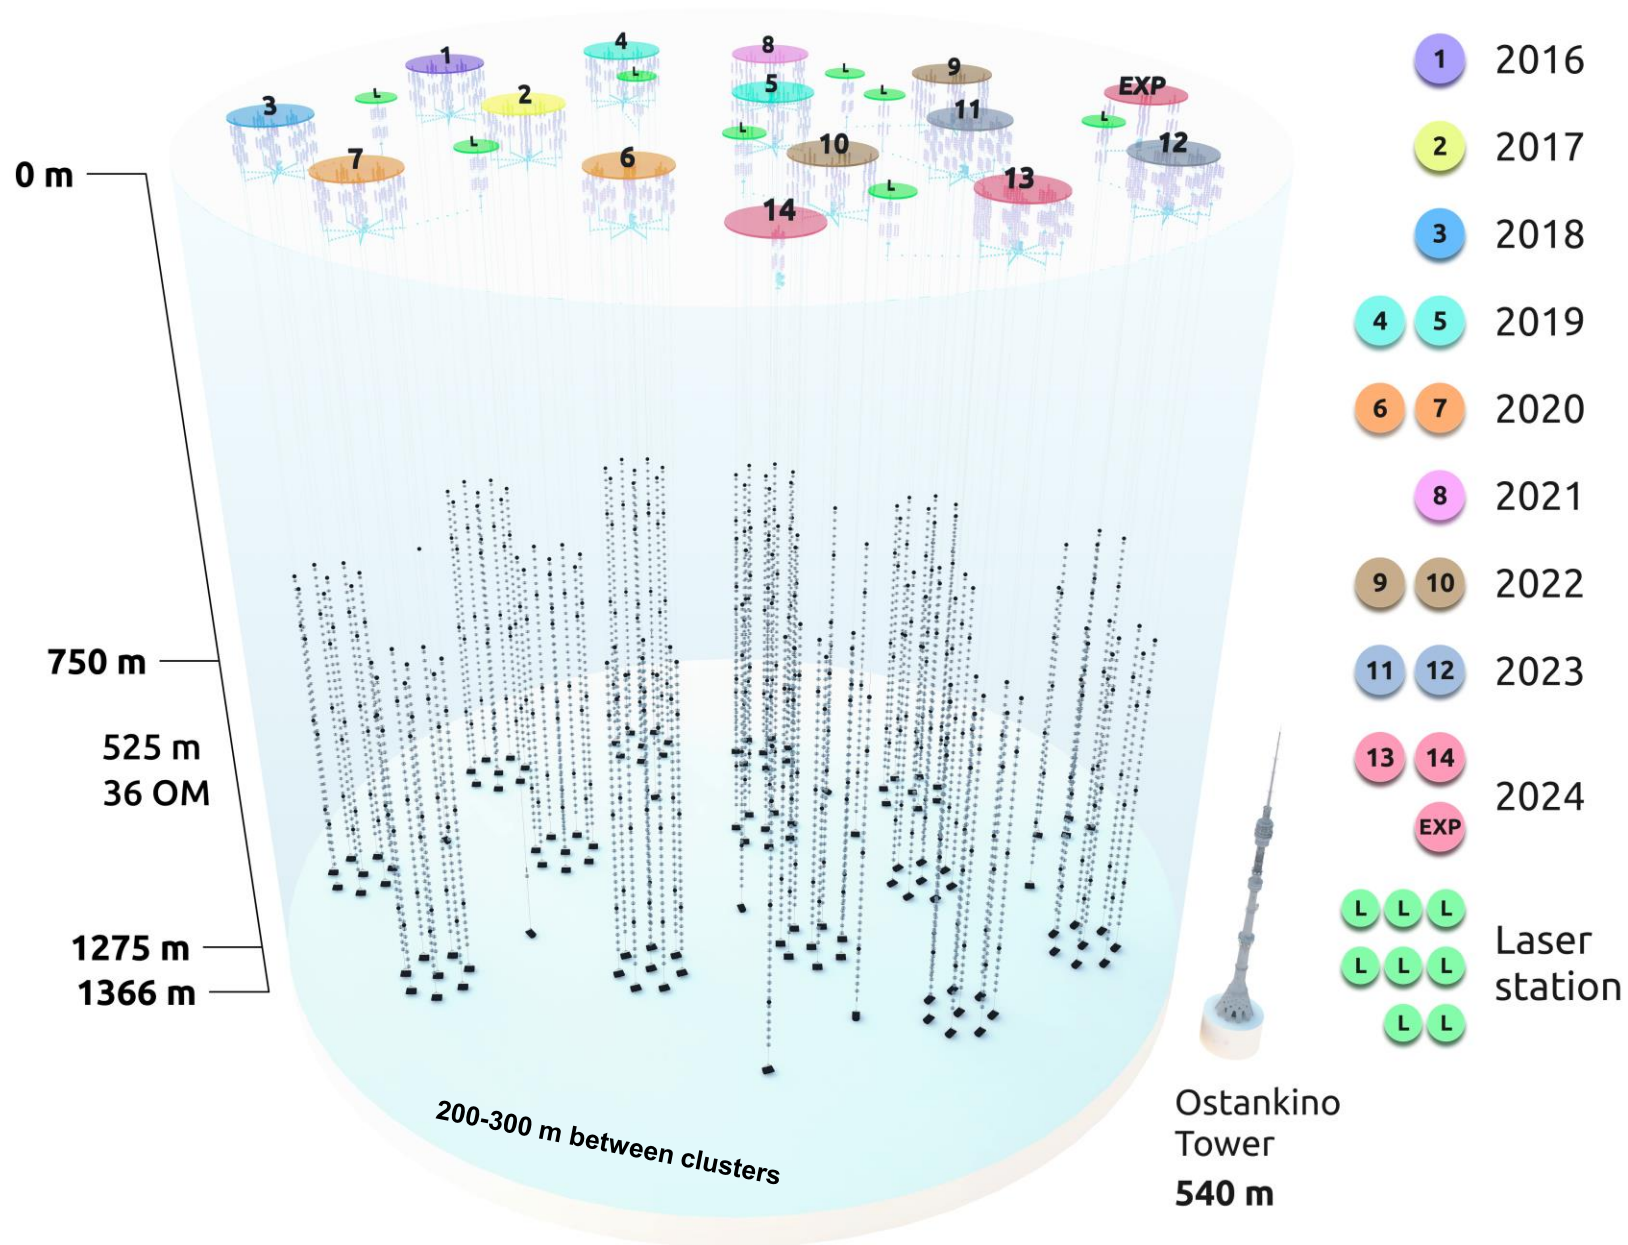 4
8
1
9
L
L
5
EXP
L
L
2
3
11
L
L
10
12
L
7
6
13
L
14
0 m
750 m
525 m
36 OM
1275 m
1366 m
200-300 m between clusters
1 2016
2 2017
3 2018
4 5 2019
6 7 2020
8 2021
9 10 2022
11 12 2023
13 14
2024
EXP
L L L
L L L
L L
Laser
station
Ostankino
Tower
540 m